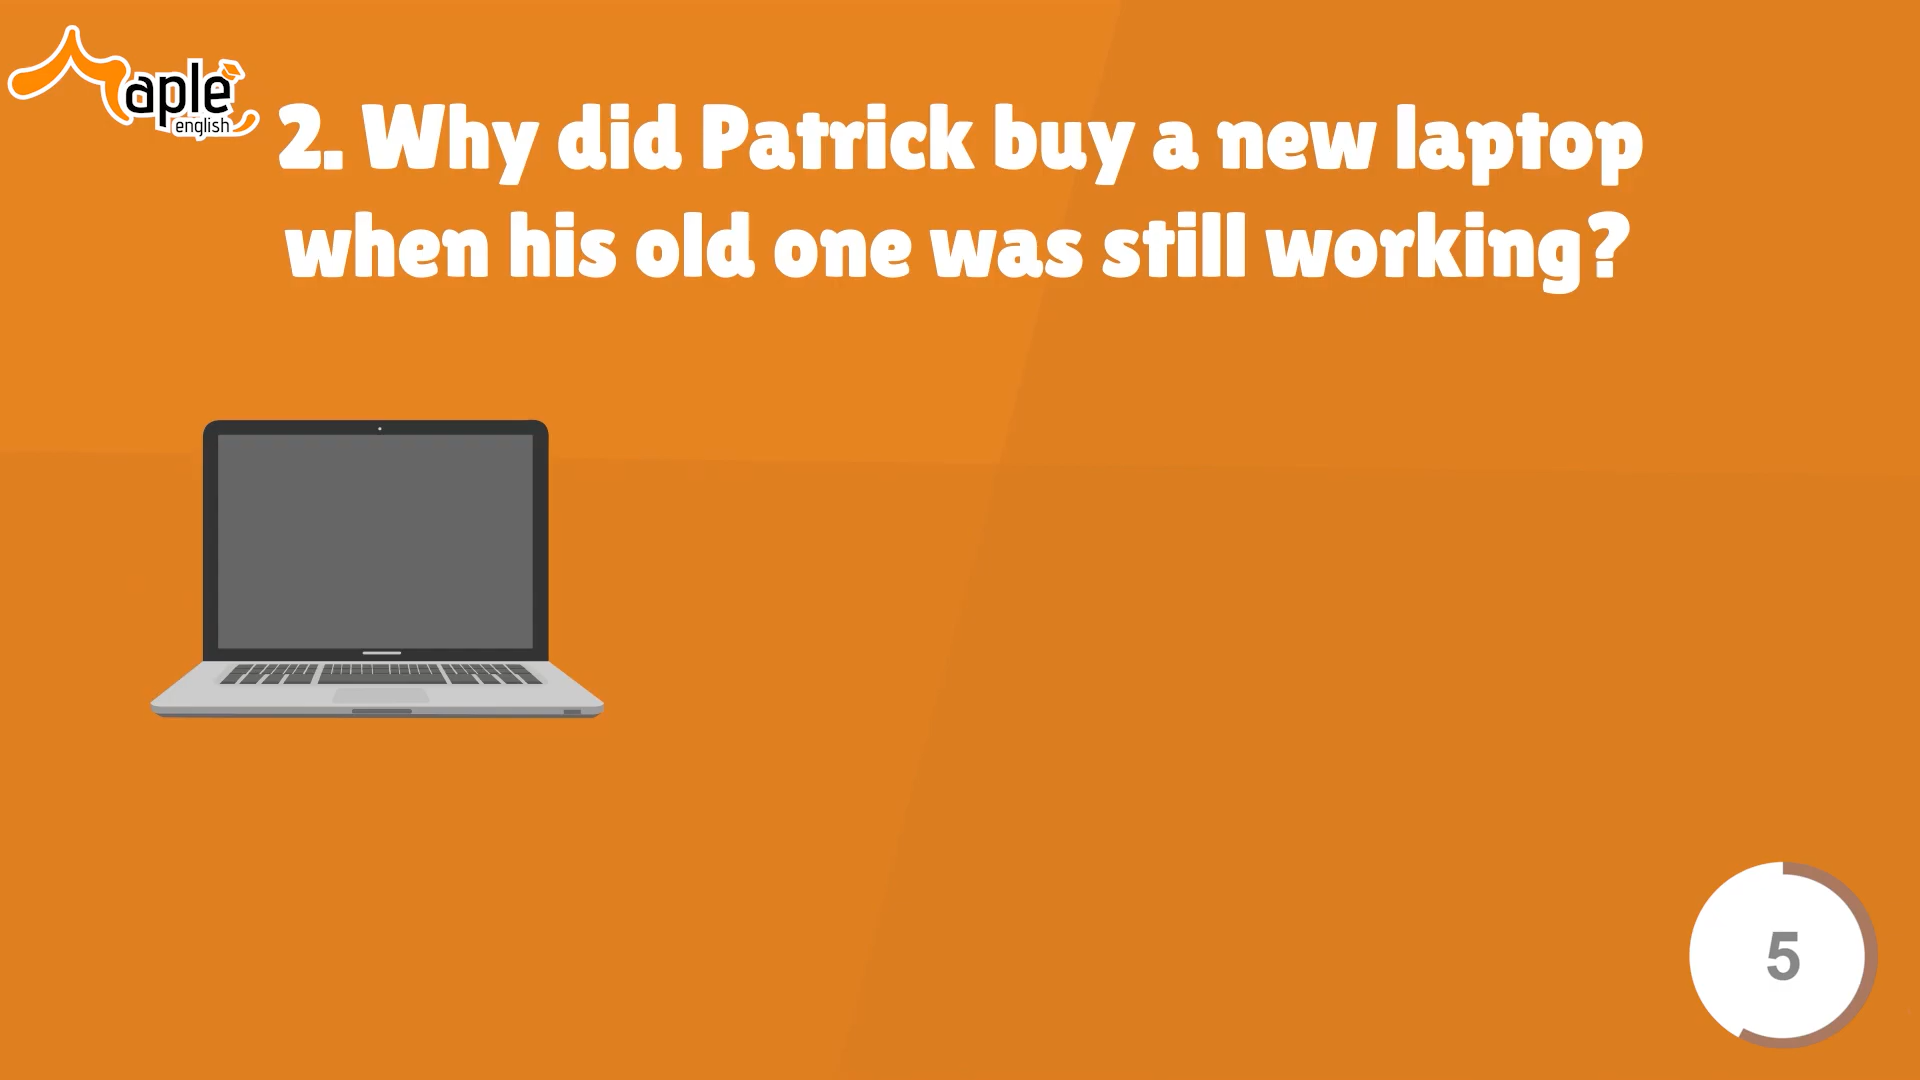 Maple
english
2. Why did Patrick buy a new laptop
when his old one was still working?
5